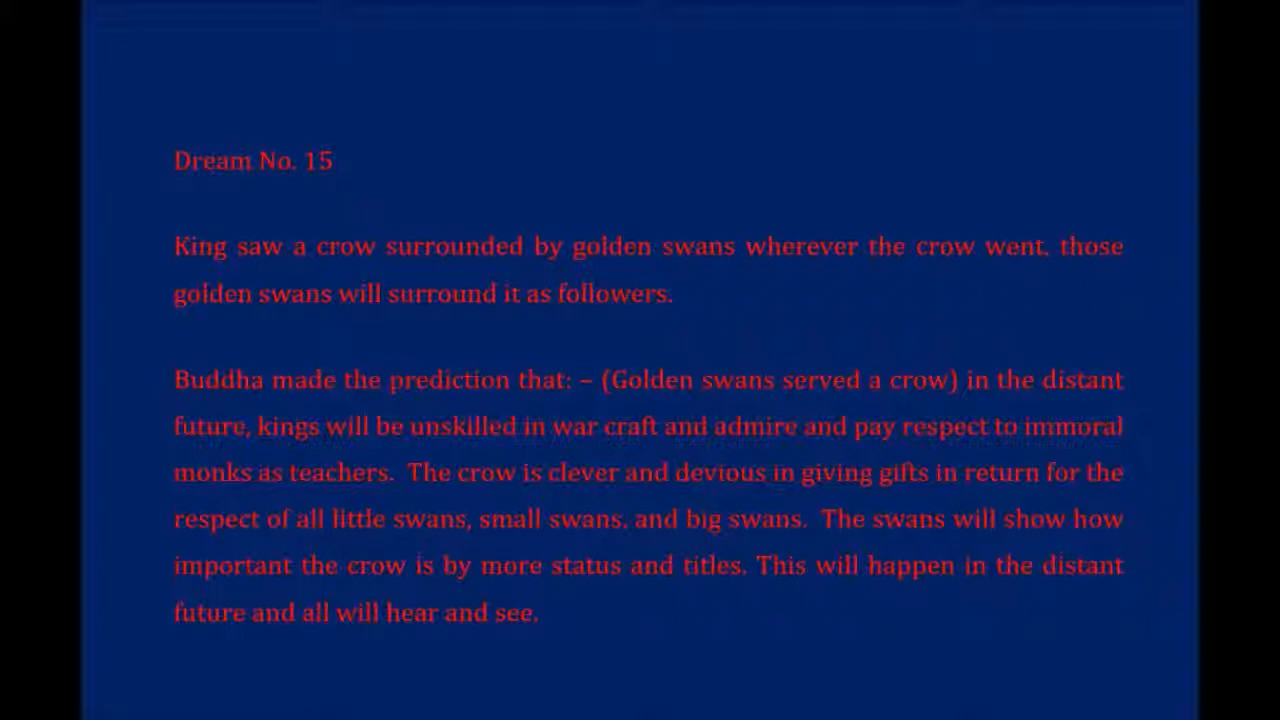 Dream No. 15
King saw a crow surrounded by golden swans wherever the crow went, those
golden swans will surround it as followers.
Buddha made the prediction that: – (Golden swans served a crow) in the distant
future, kings will be unskilled in war craft and admire and pay respect to immoral
monks as teachers.  The crow is clever and devious in giving gifts in return for the
respect of all little swans, small swans, and big swans.  The swans will show how
important the crow is by more status and titles. This will happen in the distant
future and all will hear and see.